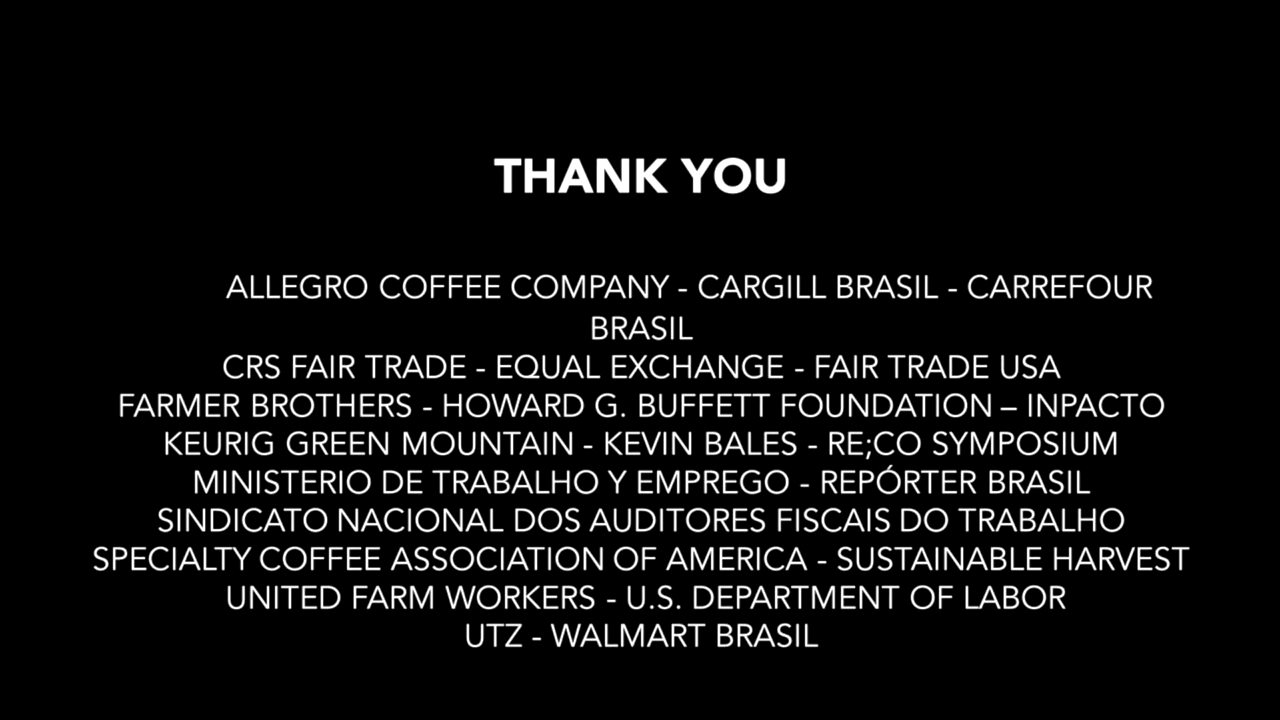 THANK YOU
ALLEGRO COFFEE COMPANY - CARGILL BRASIL - CARREFOUR
BRASIL
CRS FAIR TRADE - EQUAL EXCHANGE - FAIR TRADE USA
FARMER BROTHERS - HOWARD G. BUFFETT FOUNDATION – INPACTO
KEURIG GREEN MOUNTAIN - KEVIN BALES - RE;CO SYMPOSIUM
MINISTERIO DE TRABALHO Y EMPREGO - REPÓRTER BRASIL
SINDICATO NACIONAL DOS AUDITORES FISCAIS DO TRABALHO
SPECIALTY COFFEE ASSOCIATION OF AMERICA - SUSTAINABLE HARVEST
UNITED FARM WORKERS - U.S. DEPARTMENT OF LABOR
UTZ - WALMART BRASIL